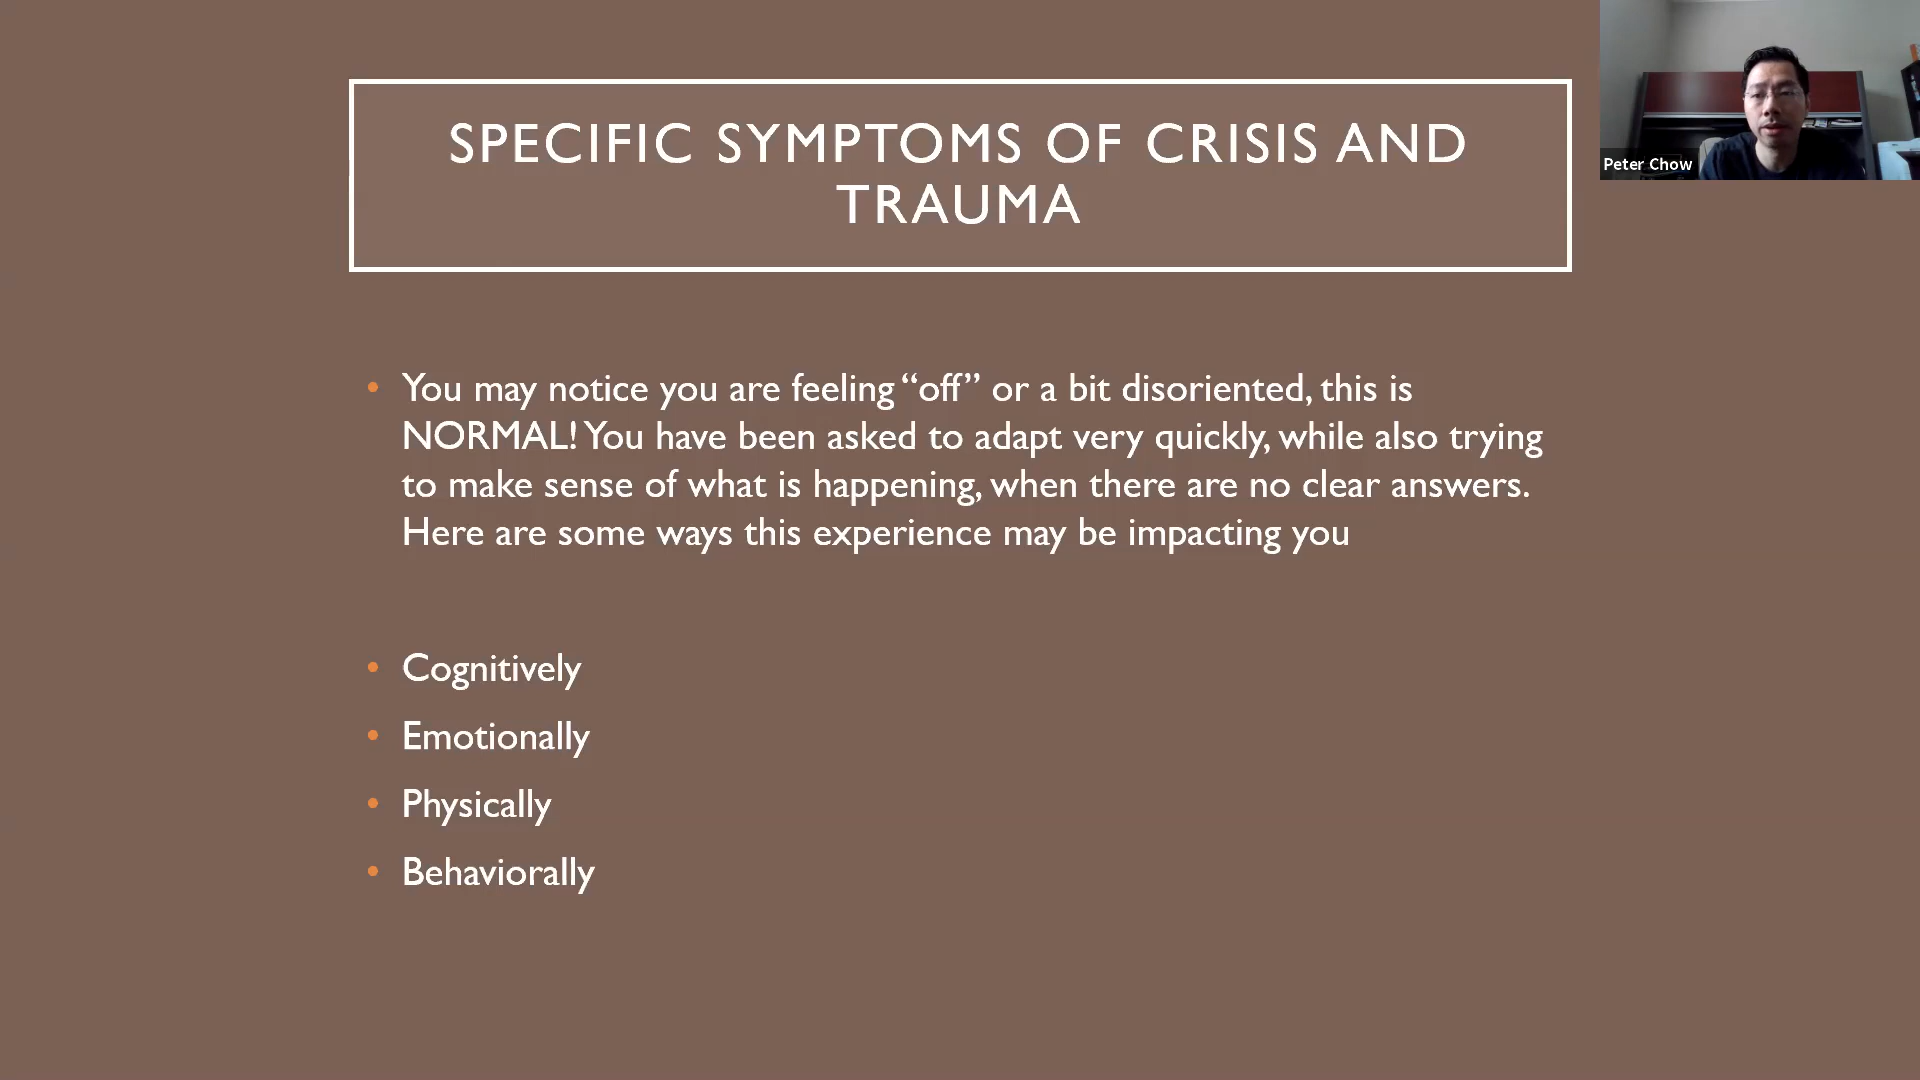 SPECIFIC SYMPTOMS OF CRISIS AND
TRAUMA
Peter Chow
• You may notice you are feeling “off” or a bit disoriented, this is
NORMAL! You have been asked to adapt very quickly, while also trying
to make sense of what is happening, when there are no clear answers.
Here are some ways this experience may be impacting you
• Cognitively
• Emotionally
• Physically
• Behaviorally